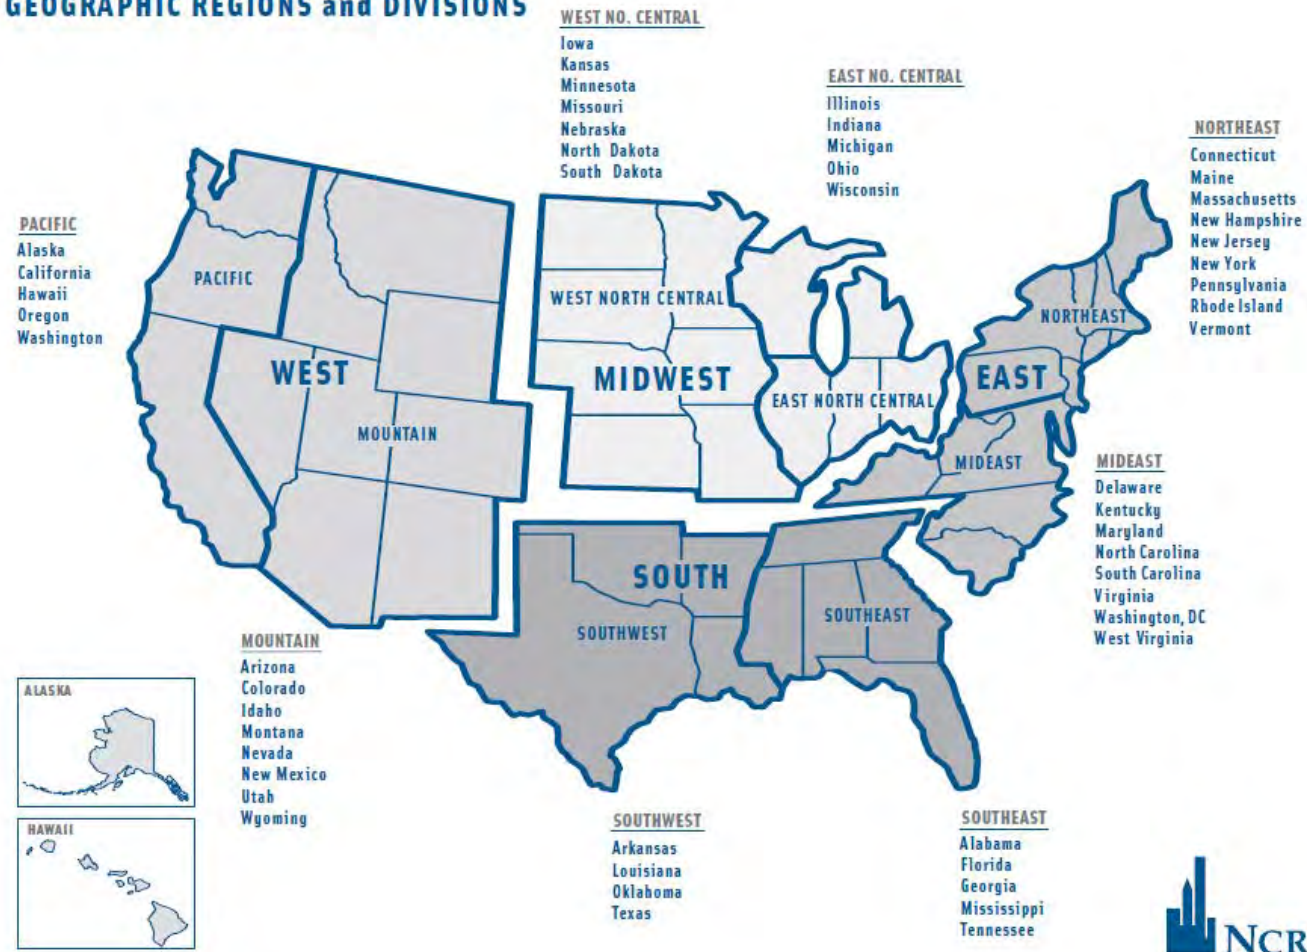 GEOGRAPHIC REGIONS and DIVISIONS
WEST NO. CENTRAL
Iowa
Kansas
Minnesota
Missouri
Nebraska
North Dakota
South Dakota
EAST NO. CENTRAL
Illinois
Indiana
Michigan
Ohio
Wisconsin
NORTHEAST
Connecticut
Maine
Massachusetts
New Hampshire
New Jersey
New York
Pennsylvania
Rhode Island
Vermont
PACIFIC
Alaska
California
Hawaii
Oregon
Washington
PACIFIC
WEST
MOUNTAIN
WEST NORTH CENTRAL
MIDWEST
EAST NORTH CENTRAL
NORTHEAST
EAST
MIDEAST
MIDEAST
Delaware
Kentucky
Maryland
North Carolina
South Carolina
Virginia
Washington, DC
West Virginia
SOUTH
SOUTHWEST
SOUTHEAST
MOUNTAIN
Arizona
Colorado
Idaho
Montana
Nevada
New Mexico
Utah
Wyoming
ALASKA
HAWAII
SOUTHWEST
Arkansas
Louisiana
Oklahoma
Texas
SOUTHEAST
Alabama
Florida
Georgia
Mississippi
Tennessee
NCR